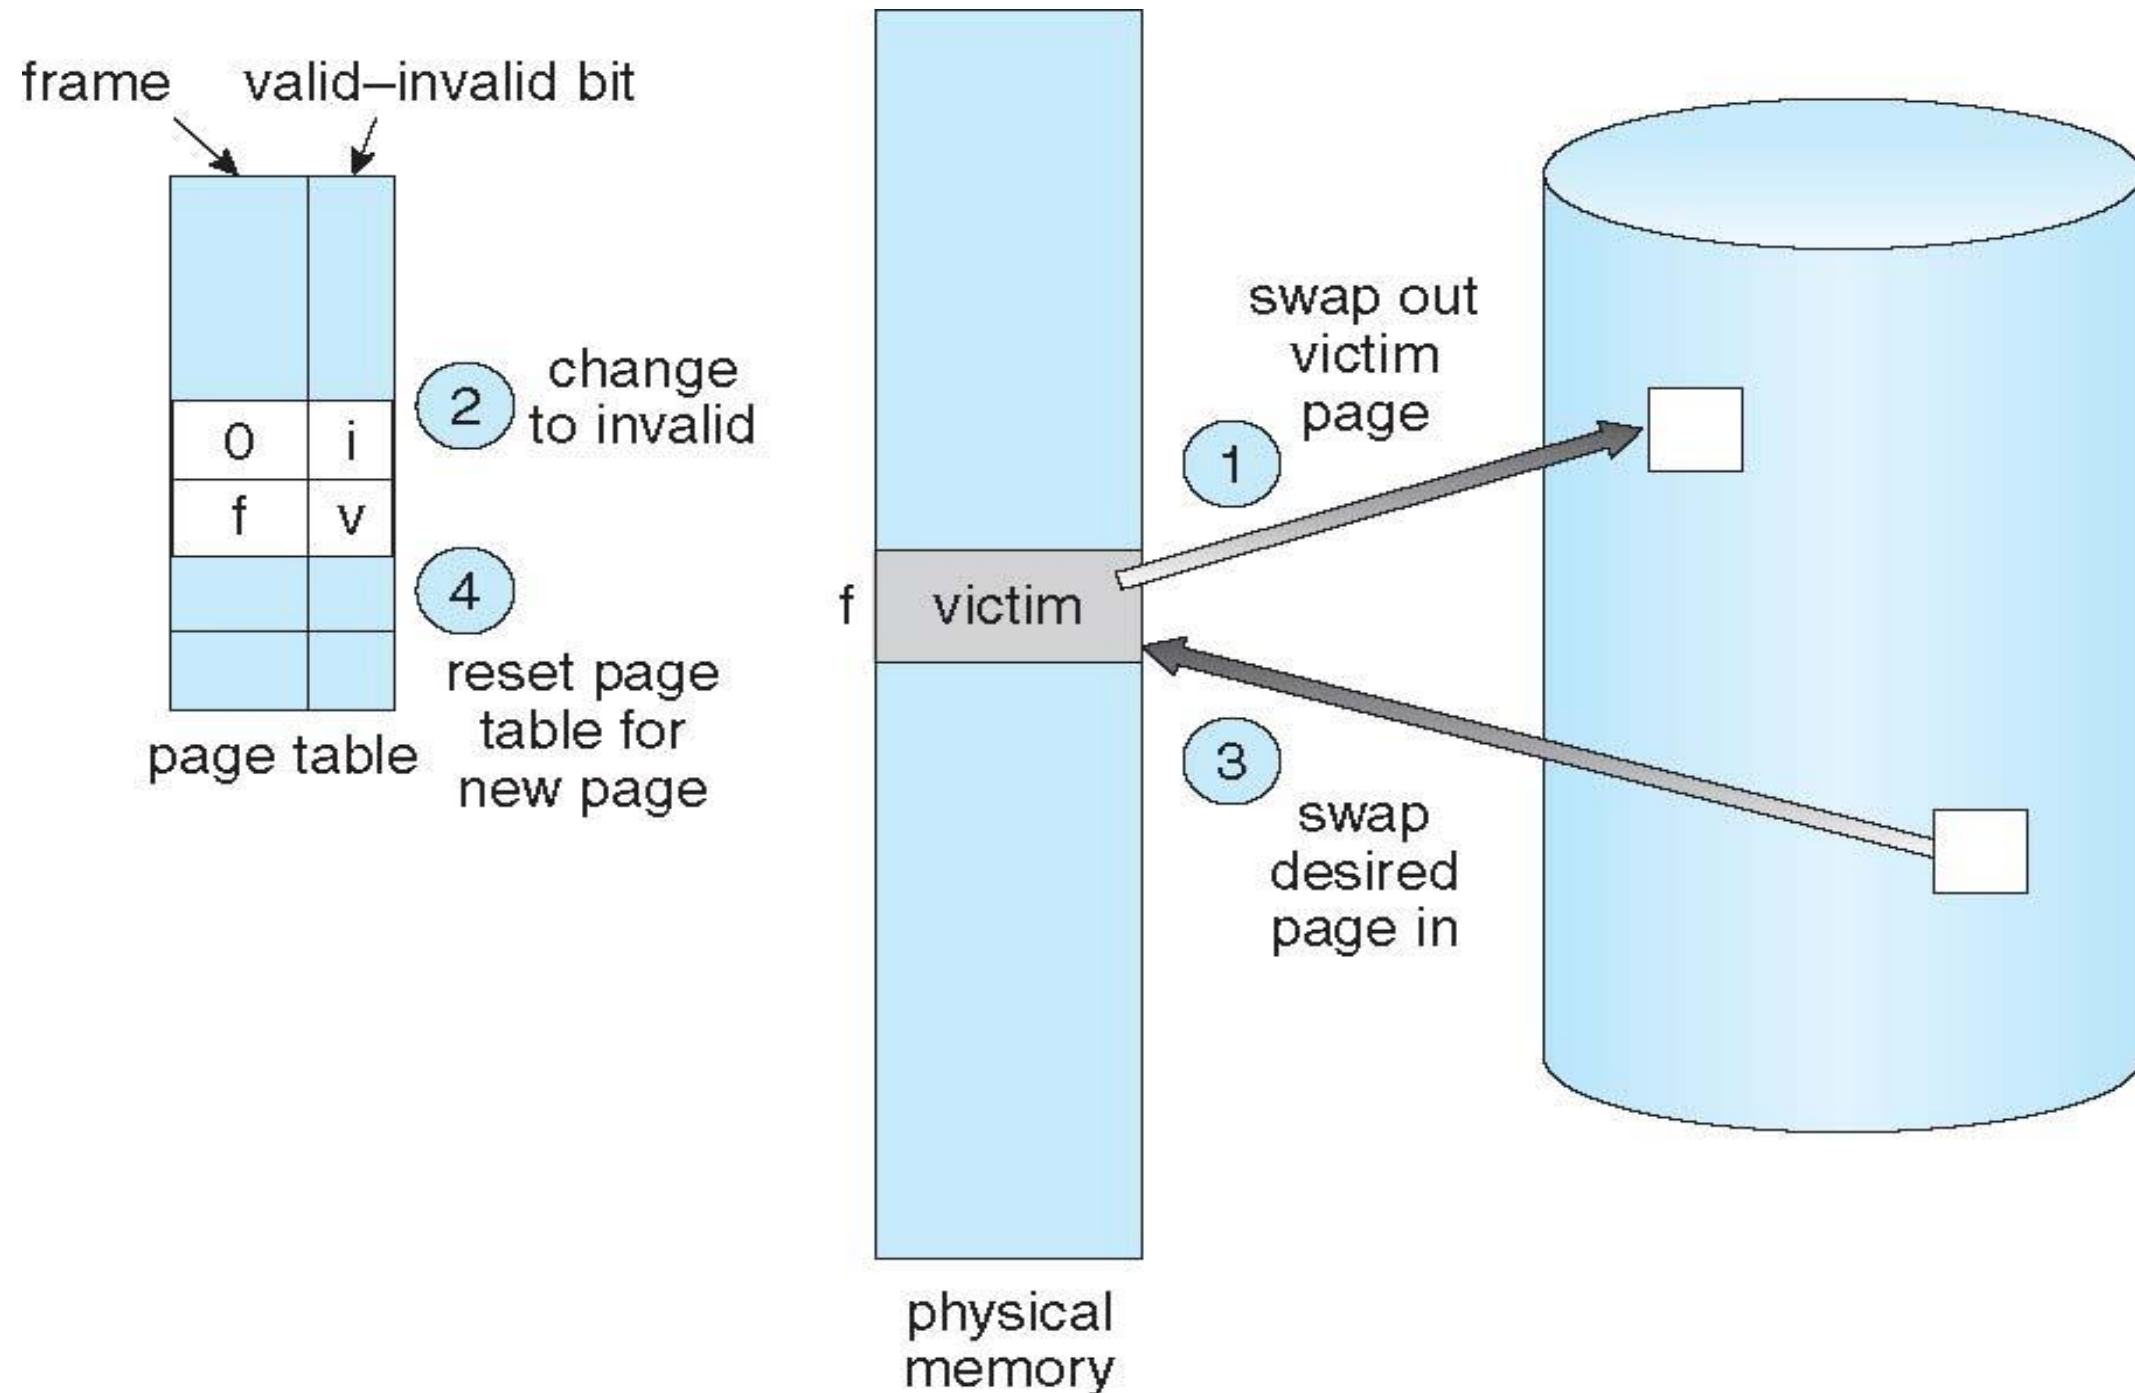 frame
valid–invalid bit
0 i
f v
page table
2
change
to invalid
4
reset page
table for
new page
f
victim
physical
memory
1
swap out
victim
page
3
swap
desired
page in